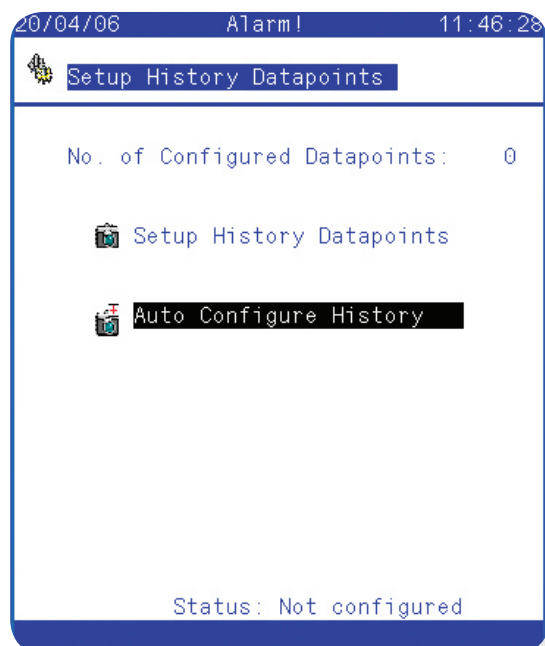 20/04/06 Alarm! 11:46:28
Setup History Datapoints
No. of Configured Datapoints: 0
Setup History Datapoints
Auto Configure History
Status: Not configured